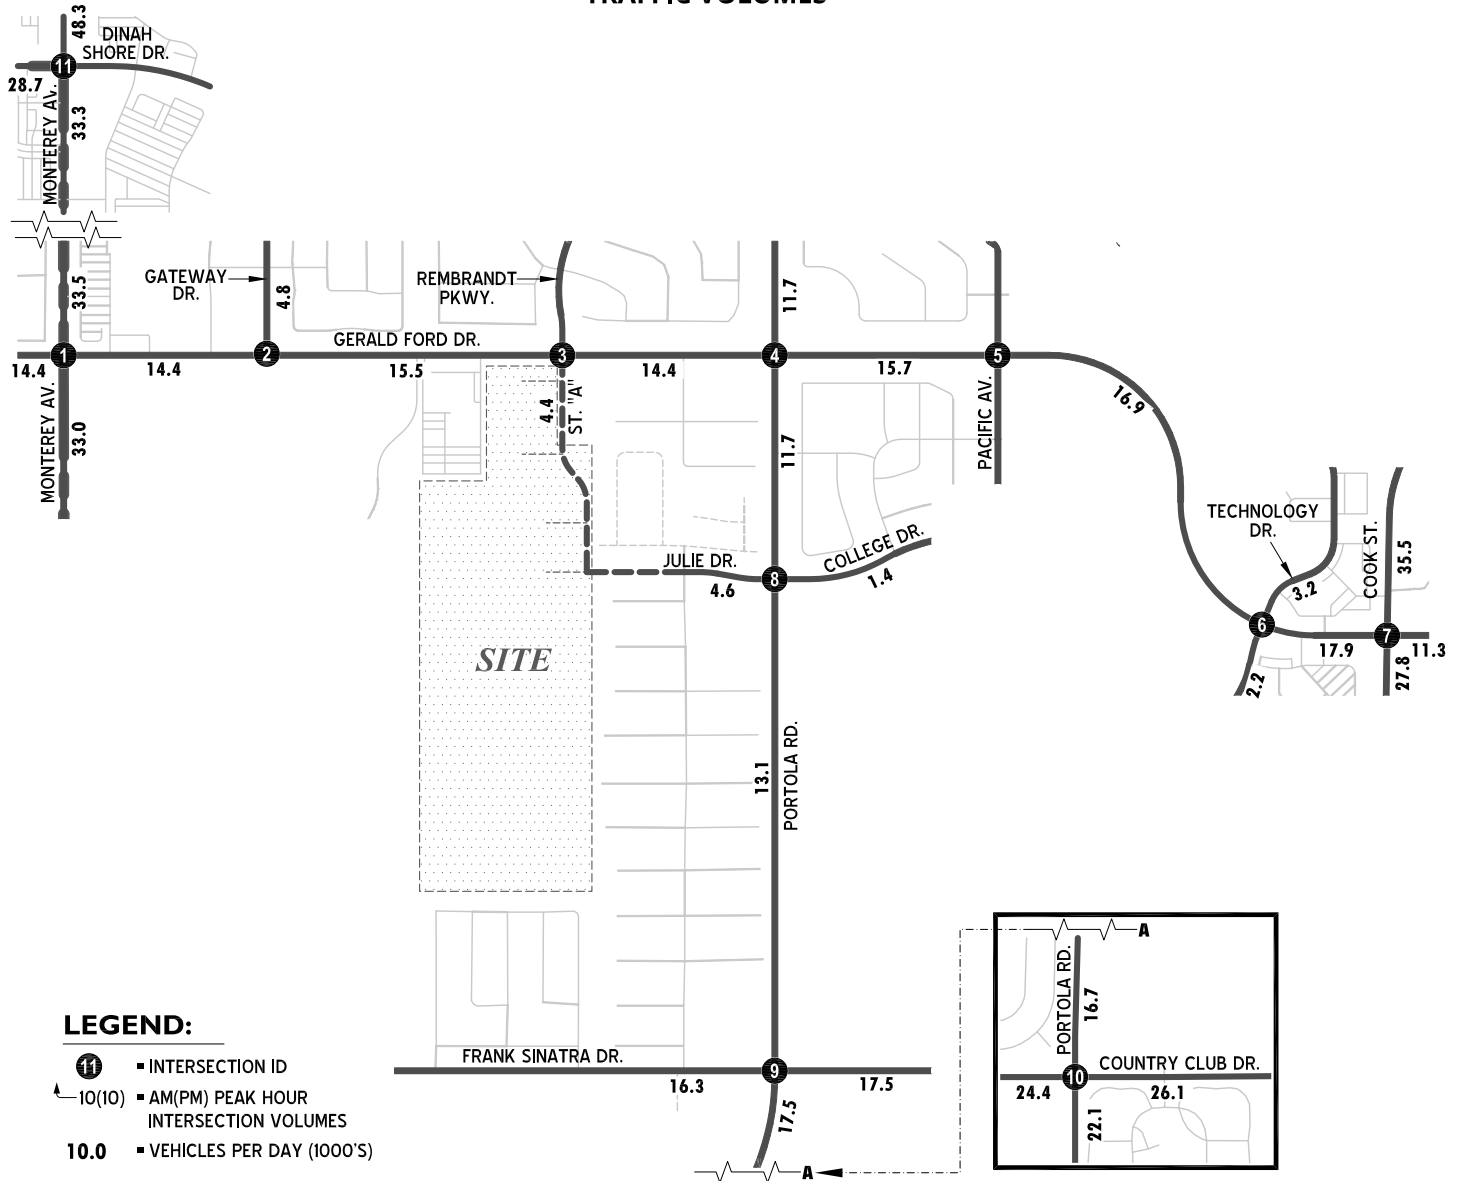 TRAFFIC VOLUMES
48.3
DINAH
SHORE DR.
11
28.7
MONTEREY AV.
33.3
33.5
GATEWAY
DR.
4.8
REMBRANDT
PKWY.
11.7
GERALD FORD DR.
1
2
3
4
5
14.4
14.4
15.5
14.4
15.7
16.9
MONTEREY AV.
33.0
4.4
ST. "A"
11.7
PACIFIC AV.
TECHNOLOGY
DR.
COOK ST.
35.5
JULIE DR.
COLLEGE DR.
8
4.6
1.4
3.2
6
7
17.9
11.3
2.2
27.8
SITE
13.1
PORTOLA RD.
A
PORTOLA RD.
16.7
COUNTRY CLUB DR.
10
24.4
26.1
22.1
FRANK SINATRA DR.
9
16.3
17.5
17.5
A
LEGEND:
11 = INTERSECTION ID
10(10) = AM(PM) PEAK HOUR
INTERSECTION VOLUMES
10.0 = VEHICLES PER DAY (1000'S)